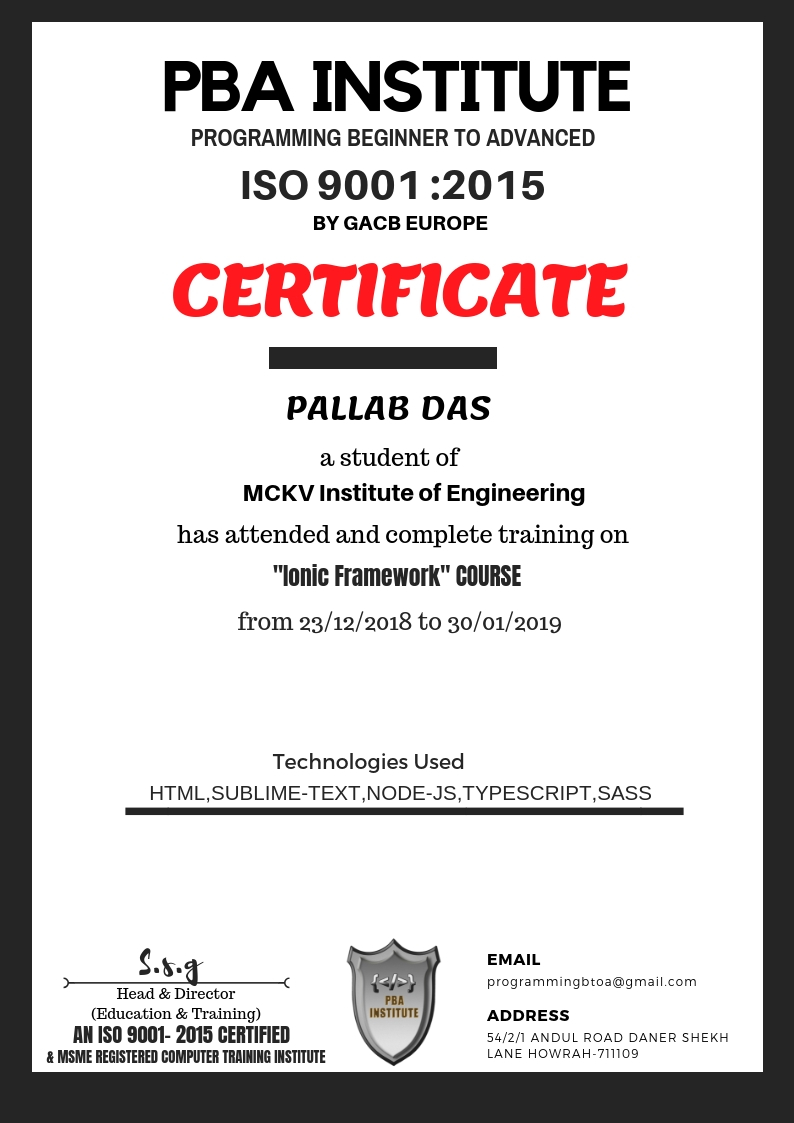 PBA INSTITUTE
PROGRAMMING BEGINNER TO ADVANCED
ISO 9001 :2015
BY GACB EUROPE
CERTIFICATE
PALLAB DAS
a student of
MCKV Institute of Engineering
has attended and complete training on
"Ionic Framework" COURSE
from 23/12/2018 to 30/01/2019
Technologies Used
HTML,SUBLIME-TEXT,NODE-JS,TYPESCRIPT,SASS
S.s.g
Head & Director
(Education & Training)
AN ISO 9001- 2015 CERTIFIED
& MSME REGISTERED COMPUTER TRAINING INSTITUTE
{</>}
PBA
INSTITUTE
EMAIL
programmingbtoa@gmail.com
ADDRESS
54/2/1 ANDUL ROAD DANER SHEKH
LANE HOWRAH-711109